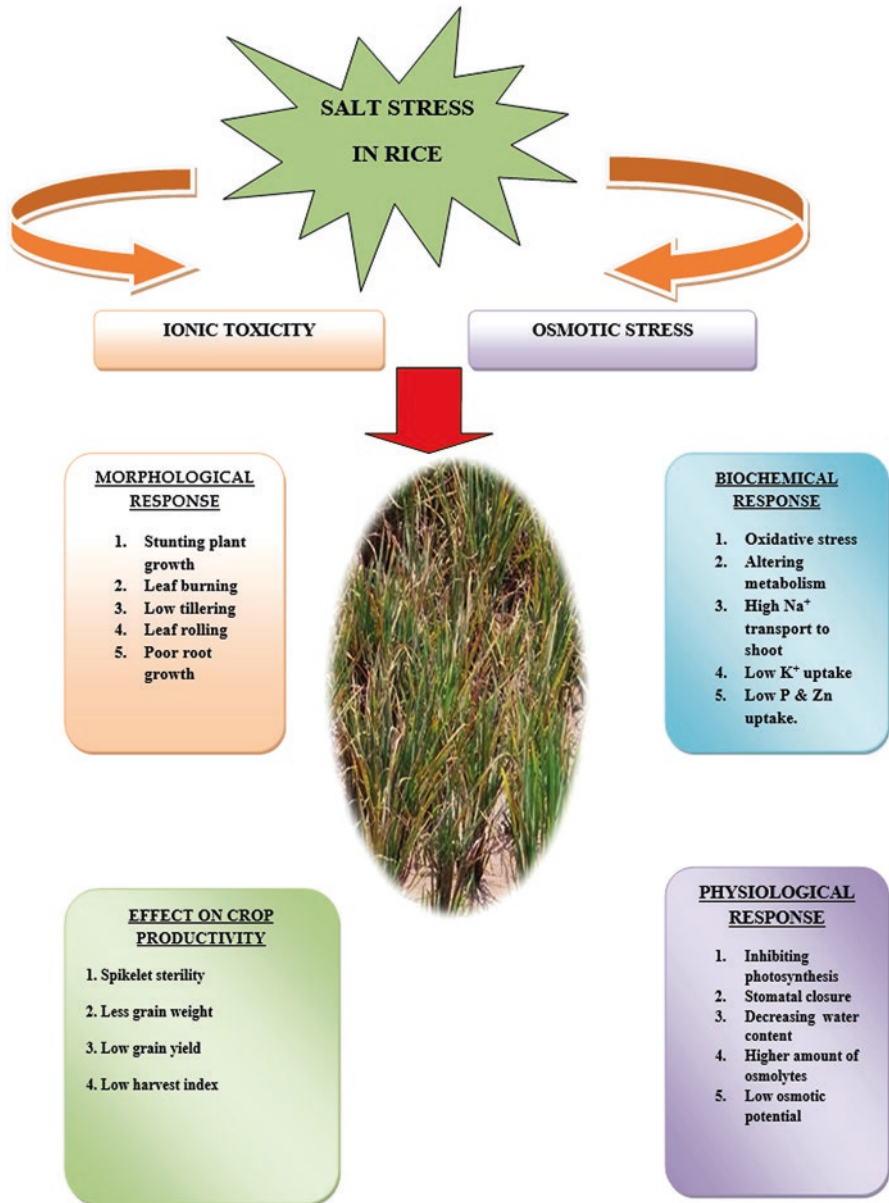 SALT STRESS
IN RICE
IONIC TOXICITY
OSMOTIC STRESS
MORPHOLOGICAL
RESPONSE
1. Stunting plant
growth
2. Leaf burning
3. Low tillering
4. Leaf rolling
5. Poor root
growth
BIOCHEMICAL
RESPONSE
1. Oxidative stress
2. Altering
metabolism
3. High Na⁺
transport to
shoot
4. Low K⁺ uptake
5. Low P & Zn
uptake.
EFFECT ON CROP
PRODUCTIVITY
1. Spikelet sterility
2. Less grain weight
3. Low grain yield
4. Low harvest index
PHYSIOLOGICAL
RESPONSE
1. Inhibiting
photosynthesis
2. Stomatal closure
3. Decreasing water
content
4. Higher amount of
osmolytes
5. Low osmotic
potential